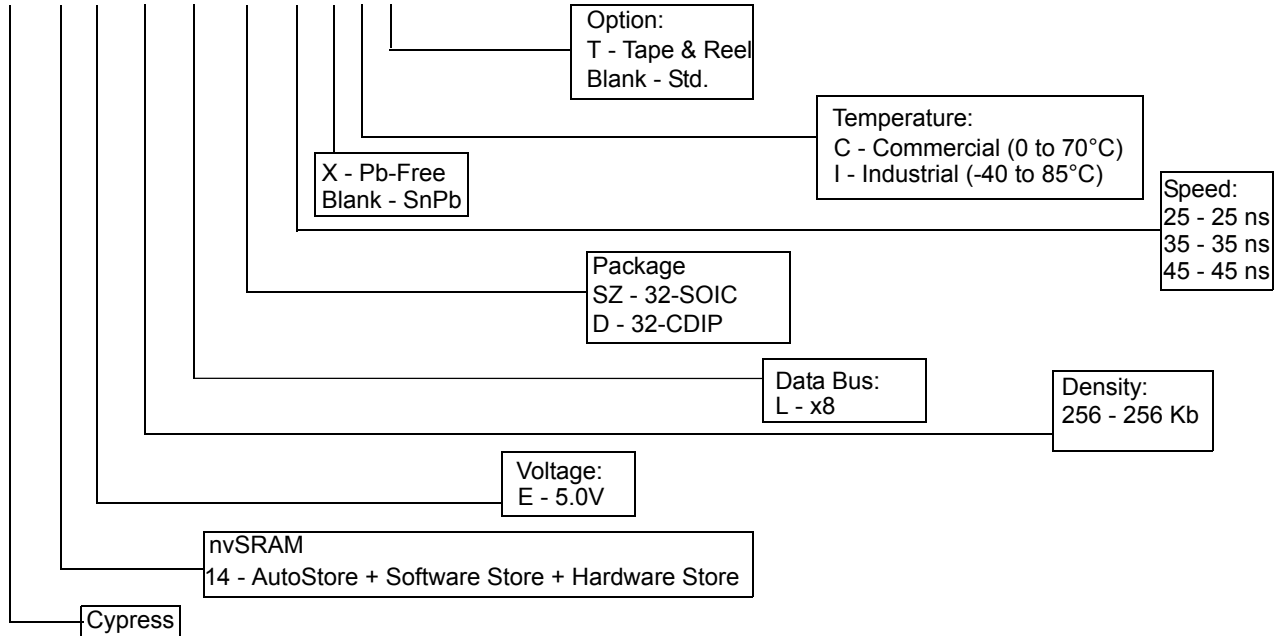 Option:
T - Tape & Reel
Blank - Std.
Temperature:
C - Commercial (0 to 70°C)
I - Industrial (-40 to 85°C)
X - Pb-Free
Blank - SnPb
Speed:
25 - 25 ns
35 - 35 ns
45 - 45 ns
Package
SZ - 32-SOIC
D - 32-CDIP
Data Bus:
L - x8
Density:
256 - 256 Kb
Voltage:
E - 5.0V
nvSRAM
14 - AutoStore + Software Store + Hardware Store
Cypress